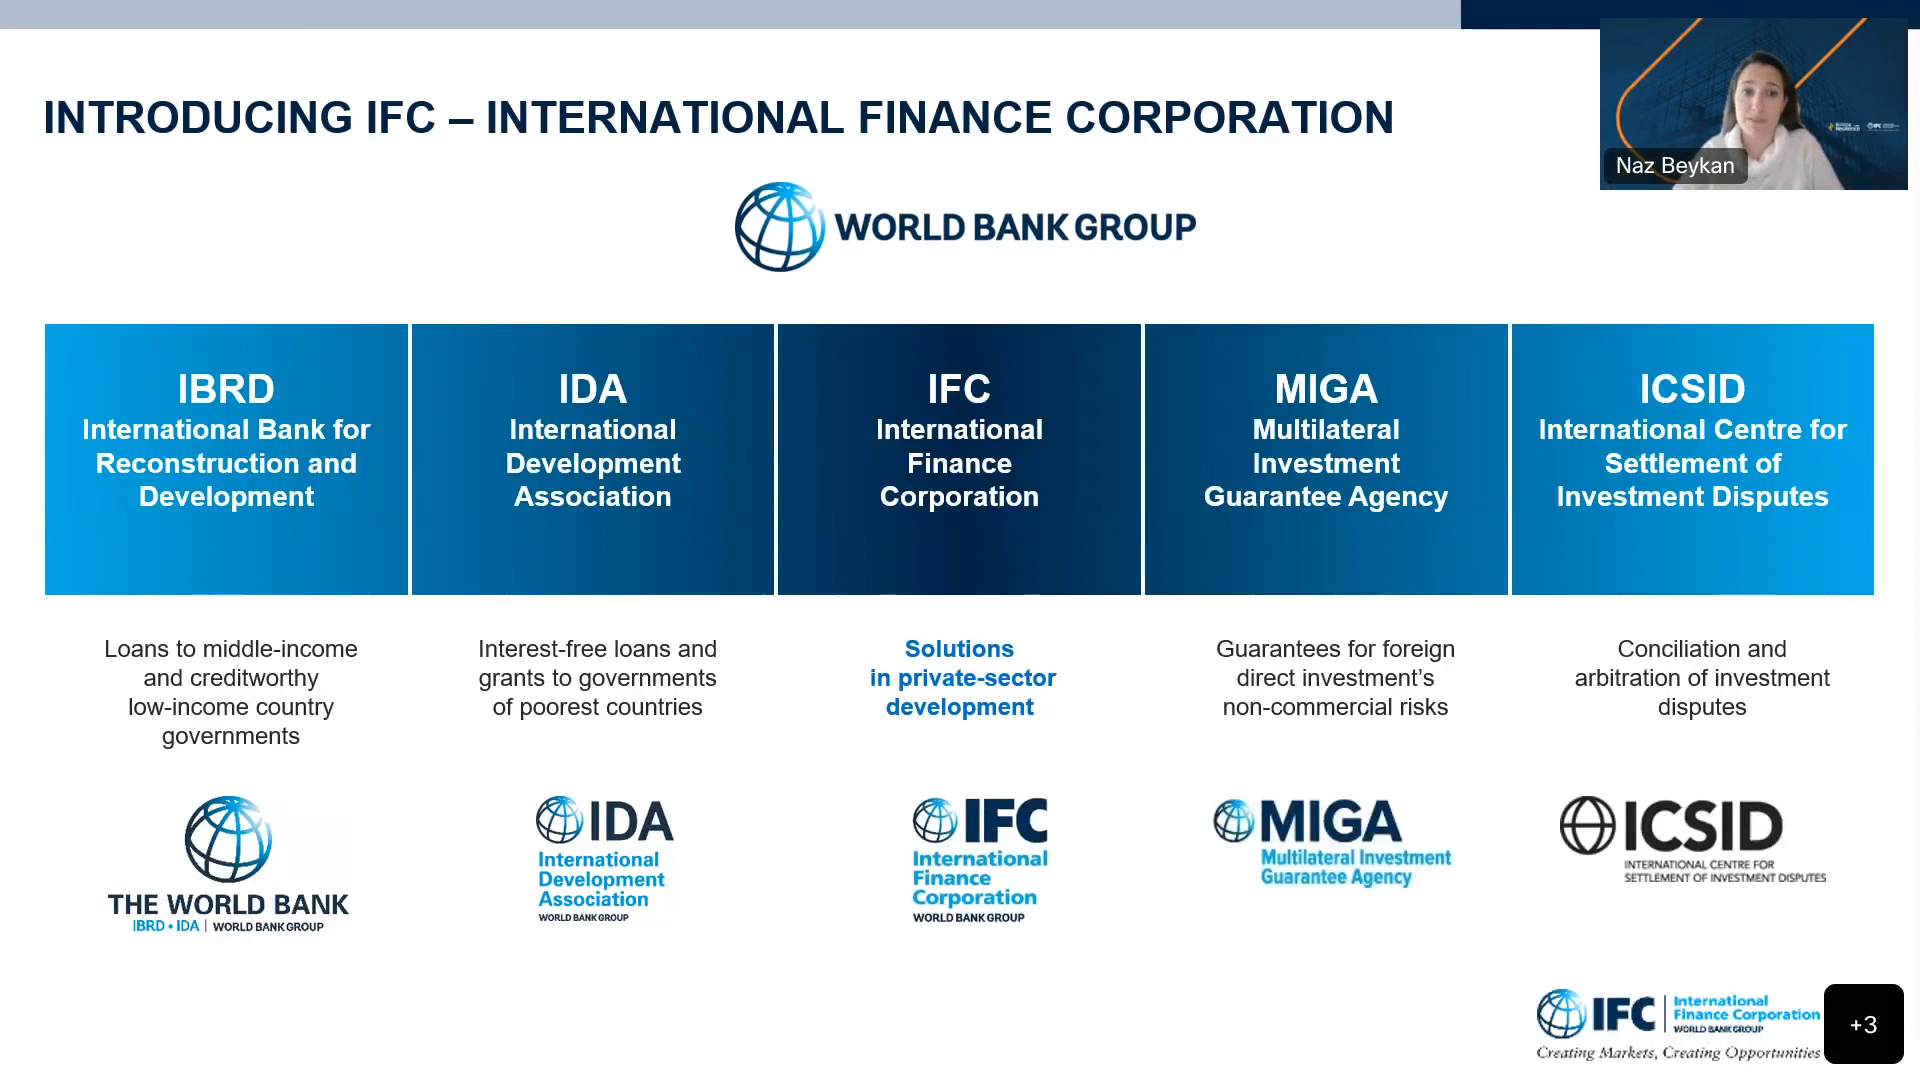 INTRODUCING IFC – INTERNATIONAL FINANCE CORPORATION
Naz Beykan
IFC
WORLD BANK GROUP
IBRD
International Bank for
Reconstruction and
Development
IDA
International
Development
Association
IFC
International
Finance
Corporation
MIGA
Multilateral
Investment
Guarantee Agency
ICSID
International Centre for
Settlement of
Investment Disputes
Loans to middle-income
and creditworthy
low-income country
governments
Interest-free loans and
grants to governments
of poorest countries
Solutions
in private-sector
development
Guarantees for foreign
direct investment’s
non-commercial risks
Conciliation and
arbitration of investment
disputes
THE WORLD BANK
IBRD • IDA | WORLD BANK GROUP
IDA
International
Development
Association
WORLD BANK GROUP
IFC
International
Finance
Corporation
WORLD BANK GROUP
MIGA
Multilateral Investment
Guarantee Agency
ICSID
INTERNATIONAL CENTRE FOR
SETTLEMENT OF INVESTMENT DISPUTES
IFC
International
Finance Corporation
WORLD BANK GROUP
Creating Markets, Creating Opportunities
+3